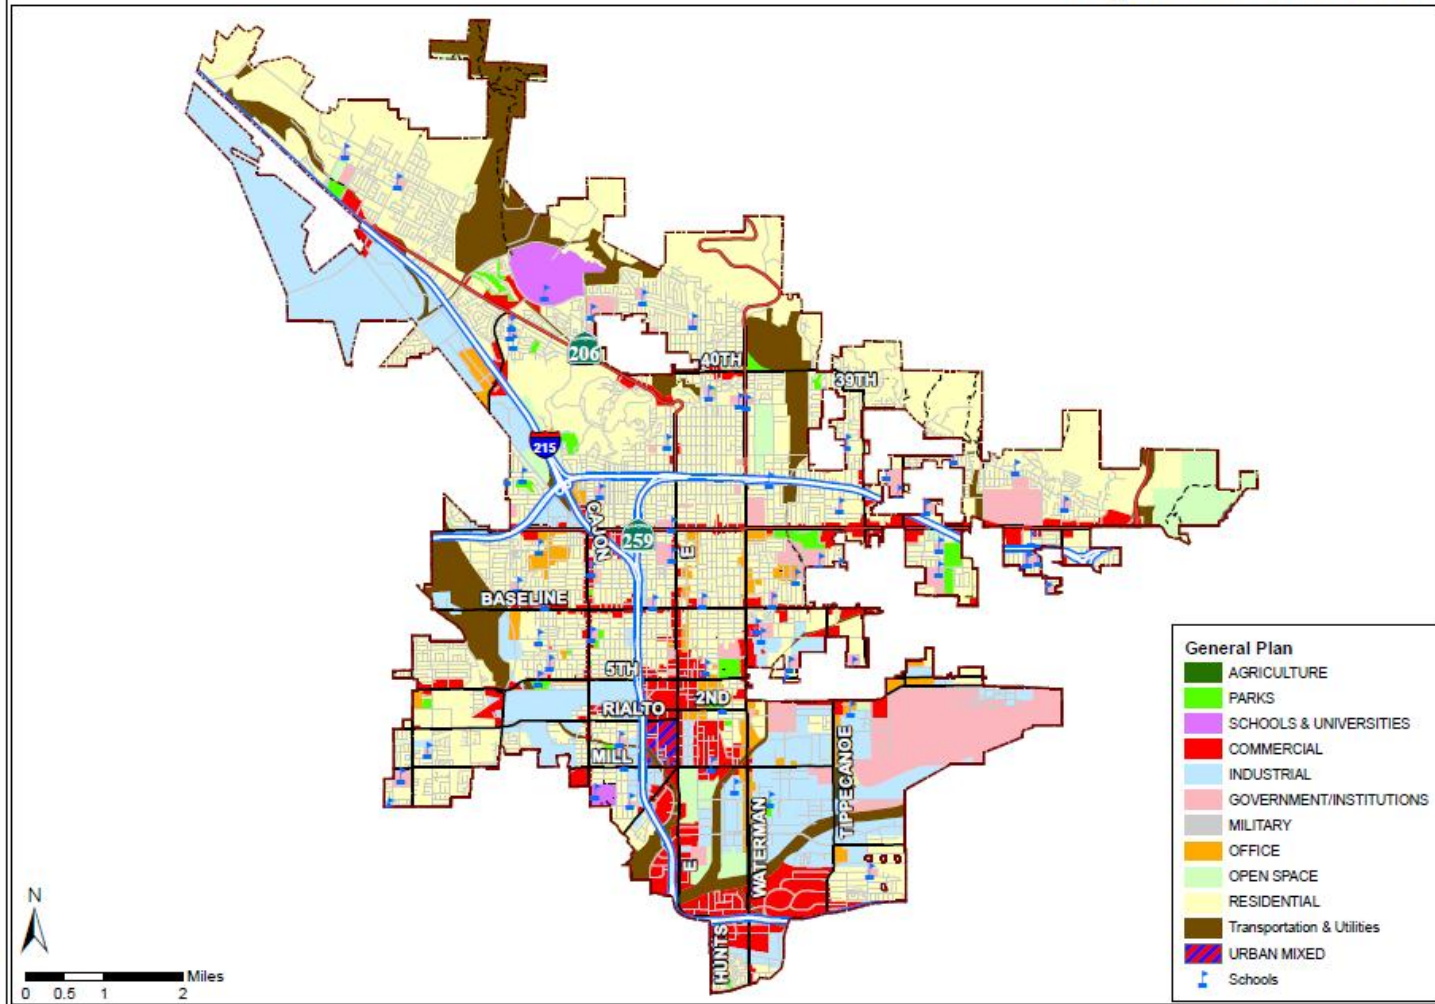 206
40TH
39TH
215
CAJON
259
E
BASELINE
5TH
2ND
RIALTO
MILL
TIPPECANOE
WATERMAN
E
HUNTS
General Plan
AGRICULTURE
PARKS
SCHOOLS & UNIVERSITIES
COMMERCIAL
INDUSTRIAL
GOVERNMENT/INSTITUTIONS
MILITARY
OFFICE
OPEN SPACE
RESIDENTIAL
Transportation & Utilities
URBAN MIXED
Schools
N
Miles
0 0.5 1 2